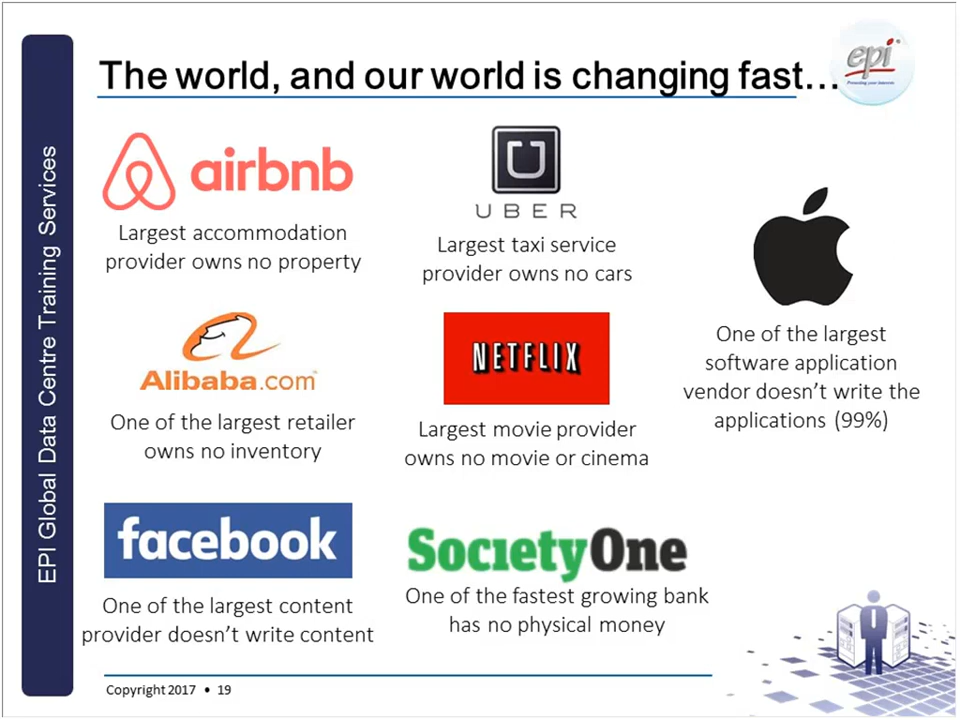 The world, and our world is changing fast...
epi
EPI Global Data Centre Training Services
airbnb
Largest accommodation
provider owns no property
UBER
Largest taxi service
provider owns no cars
One of the largest
software application
vendor doesn't write the
applications (99%)
Alibaba.com
One of the largest retailer
owns no inventory
NETFLIX
Largest movie provider
owns no movie or cinema
facebook
One of the largest content
provider doesn't write content
SocietyOne
One of the fastest growing bank
has no physical money
Copyright 2017 • 19